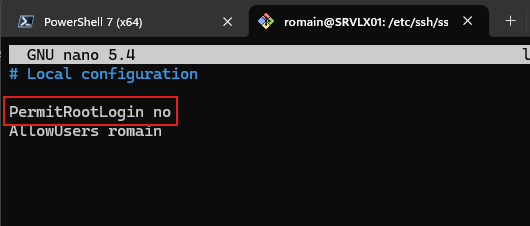 PowerShell 7 (x64)
romain@SRVLX01: /etc/ssh/ss
GNU nano 5.4
# Local configuration
PermitRootLogin no
AllowUsers romain